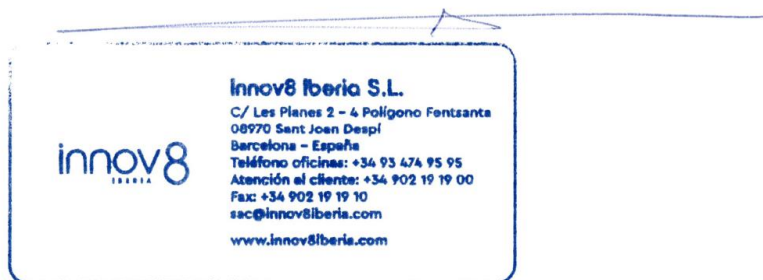 innov8
IBERIA
Innov8 Iberia S.L.
C/ Les Planes 2 - 4 Polígono Fontsanta
08970 Sant Joan Despí
Barcelona - España
Teléfono oficinas: +34 93 474 95 95
Atención al cliente: +34 902 19 19 00
Fax: +34 902 19 19 10
sac@innov8iberia.com
www.innov8iberia.com